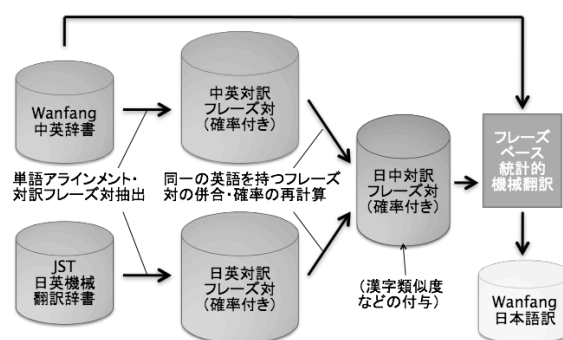 Wanfang
中英辞書
中英対訳
フレーズ対
(確率付き)
単語アラインメント・
対訳フレーズ対抽出
同一の英語を持つフレーズ
対の併合・確率の再計算
JST
日英機械
翻訳辞書
日英対訳
フレーズ対
(確率付き)
日中対訳
フレーズ対
(確率付き)
(漢字類似度
などの付与)
フレーズ
ベース
統計的
機械翻訳
Wanfang
日本語訳